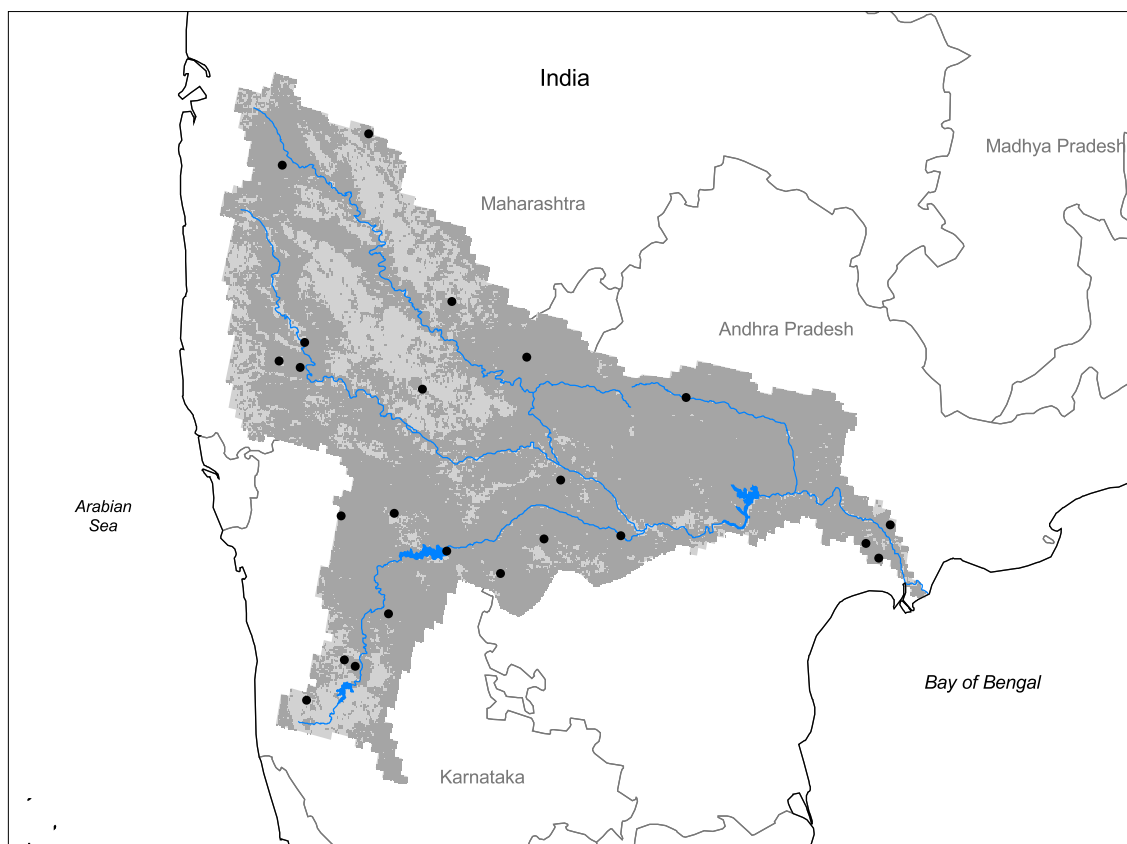 India
Madhya Pradesh
Maharashtra
Andhra Pradesh
Arabian
Sea
Bay of Bengal
Karnataka